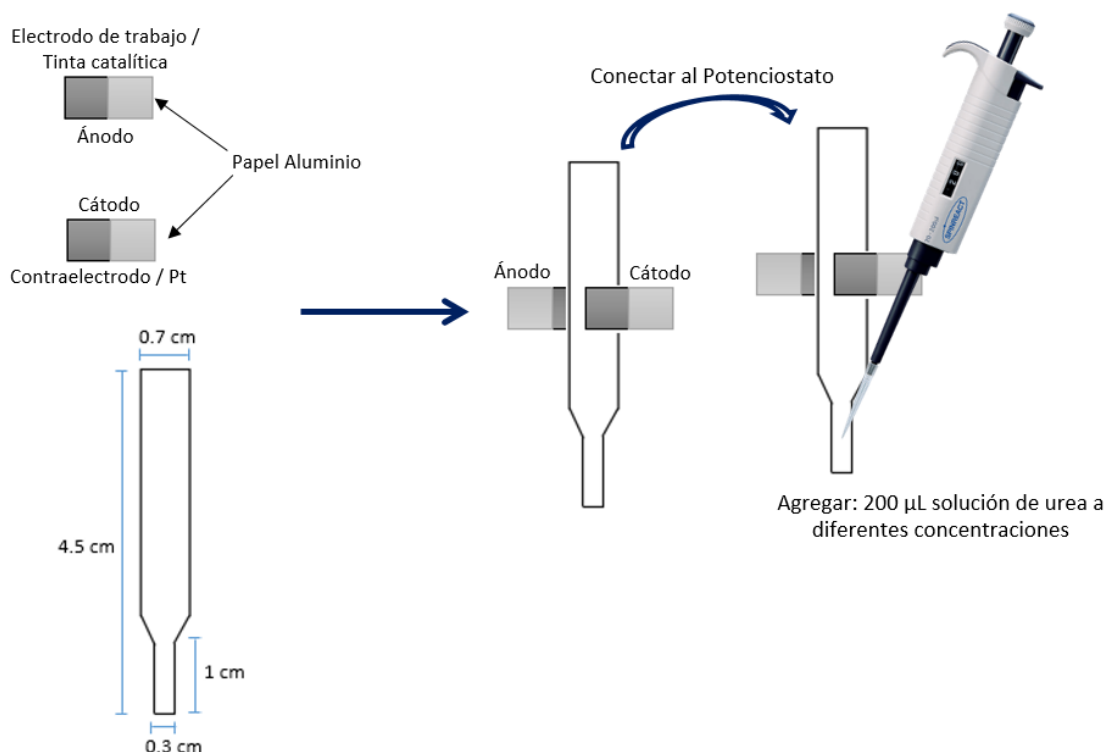 Electrodo de trabajo /
Tinta catalítica
Ánodo
Papel Aluminio
Cátodo
Contraelectrodo / Pt
0.7 cm
4.5 cm
1 cm
0.3 cm
Conectar al Potenciostato
Ánodo
Cátodo
SPINREACT
Agregar: 200 µL solución de urea a
diferentes concentraciones